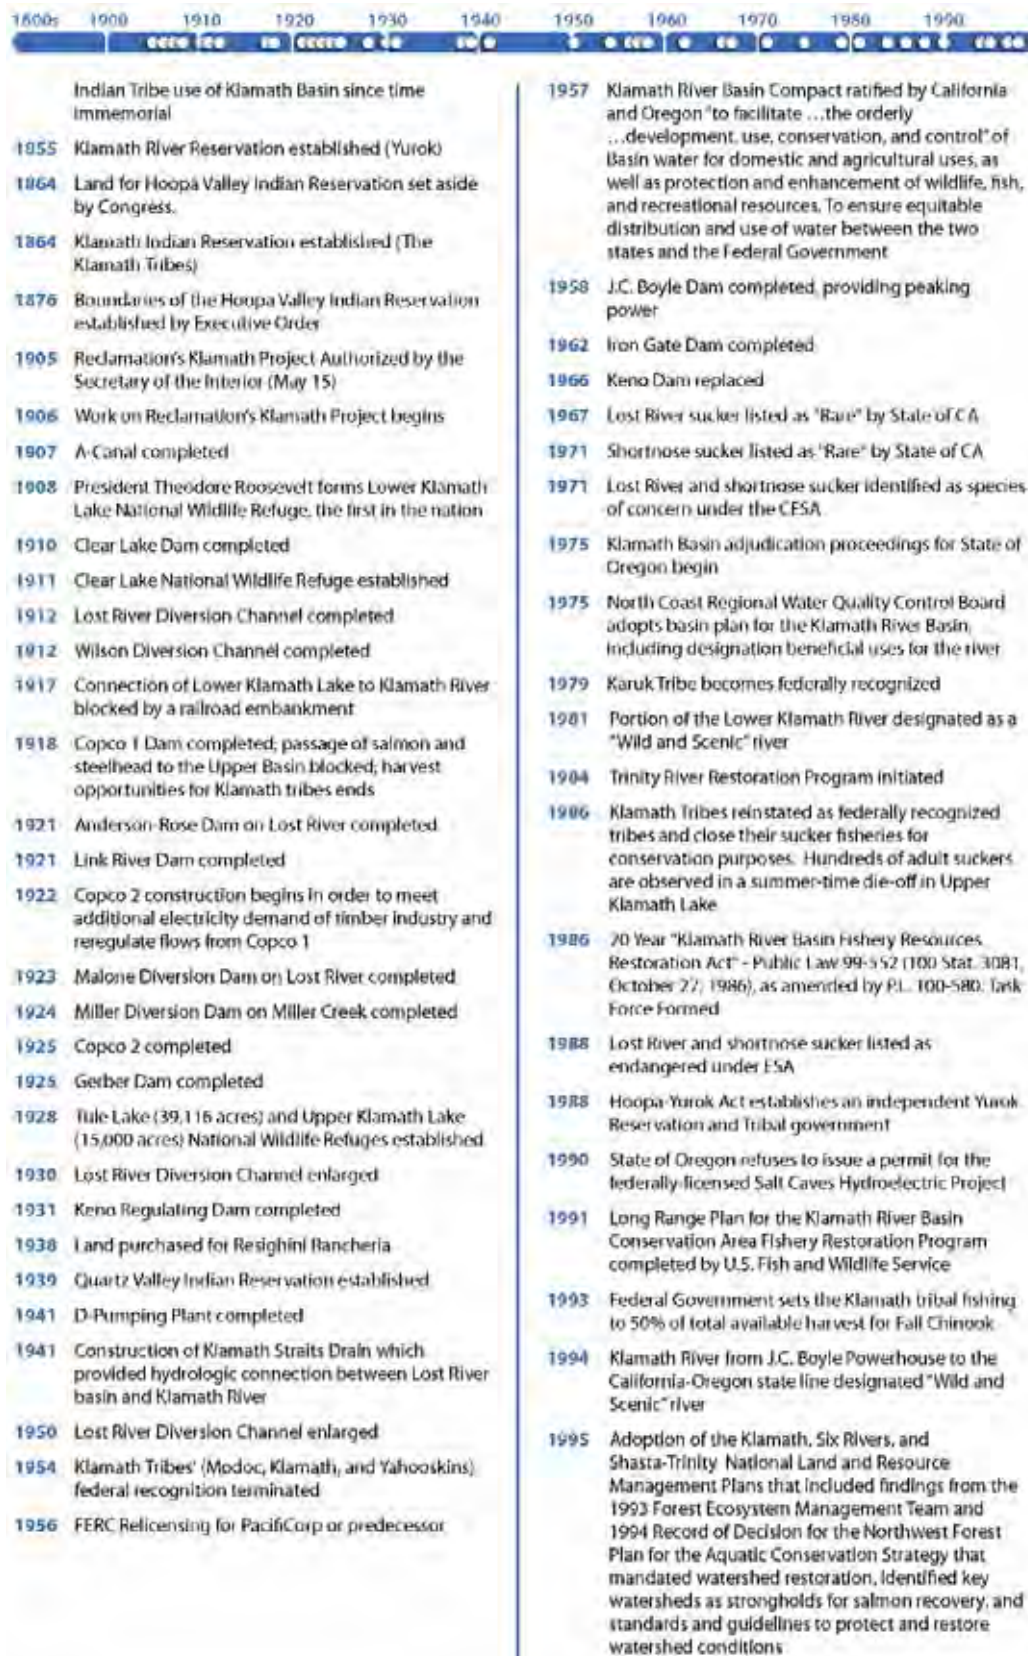 1800s 1900 1910 1920 1930 1940 1950 1960 1970 1980 1990
Indian Tribe use of Klamath Basin since time
immemorial
1855 Klamath River Reservation established (Yurok)
1864 Land for Hoopa Valley Indian Reservation set aside
by Congress.
1864 Klamath Indian Reservation established (The
Klamath Tribes)
1876 Boundaries of the Hoopa Valley Indian Reservation
established by Executive Order
1905 Reclamation's Klamath Project Authorized by the
Secretary of the Interior (May 15)
1906 Work on Reclamation's Klamath Project begins
1907 A-Canal completed
1908 President Theodore Roosevelt forms Lower Klamath
Lake National Wildlife Refuge, the first in the nation
1910 Clear Lake Dam completed
1911 Clear Lake National Wildlife Refuge established
1912 Lost River Diversion Channel completed
1912 Wilson Diversion Channel completed
1917 Connection of Lower Klamath Lake to Klamath River
blocked by a railroad embankment
1918 Copco 1 Dam completed; passage of salmon and
steelhead to the Upper Basin blocked; harvest
opportunities for Klamath tribes ends
1921 Anderson-Rose Dam on Lost River completed
1921 Link River Dam completed
1922 Copco 2 construction begins in order to meet
additional electricity demand of timber industry and
reregulate flows from Copco 1
1923 Malone Diversion Dam on Lost River completed
1924 Miller Diversion Dam on Miller Creek completed
1925 Copco 2 completed
1925 Gerber Dam completed
1928 Tule Lake (39,116 acres) and Upper Klamath Lake
(15,000 acres) National Wildlife Refuges established
1930 Lost River Diversion Channel enlarged
1931 Keno Regulating Dam completed
1938 Land purchased for Resighini Rancheria
1939 Quartz Valley Indian Reservation established
1941 D-Pumping Plant completed
1941 Construction of Klamath Straits Drain which
provided hydrologic connection between Lost River
basin and Klamath River
1950 Lost River Diversion Channel enlarged
1954 Klamath Tribes' (Modoc, Klamath, and Yahooskins)
federal recognition terminated
1956 FERC Relicensing for PacifiCorp or predecessor
1957 Klamath River Basin Compact ratified by California
and Oregon "to facilitate …the orderly
…development, use, conservation, and control" of
Basin water for domestic and agricultural uses, as
well as protection and enhancement of wildlife, fish,
and recreational resources. To ensure equitable
distribution and use of water between the two
states and the Federal Government
1958 J.C. Boyle Dam completed, providing peaking
power
1962 Iron Gate Dam completed
1966 Keno Dam replaced
1967 Lost River sucker listed as "Rare" by State of CA
1971 Shortnose sucker listed as "Rare" by State of CA
1971 Lost River and shortnose sucker identified as species
of concern under the CESA
1975 Klamath Basin adjudication proceedings for State of
Oregon begin
1975 North Coast Regional Water Quality Control Board
adopts basin plan for the Klamath River Basin,
including designation beneficial uses for the river
1979 Karuk Tribe becomes federally recognized
1981 Portion of the Lower Klamath River designated as a
"Wild and Scenic" river
1984 Trinity River Restoration Program initiated
1986 Klamath Tribes reinstated as federally recognized
tribes and close their sucker fisheries for
conservation purposes. Hundreds of adult suckers
are observed in a summer-time die-off in Upper
Klamath Lake
1986 20 Year "Klamath River Basin Fishery Resources
Restoration Act" - Public Law 99-552 (100 Stat. 3081,
October 27, 1986), as amended by P.L. 100-580. Task
Force Formed
1988 Lost River and shortnose sucker listed as
endangered under ESA
1988 Hoopa-Yurok Act establishes an independent Yurok
Reservation and Tribal government
1990 State of Oregon refuses to issue a permit for the
federally-licensed Salt Caves Hydroelectric Project
1991 Long Range Plan for the Klamath River Basin
Conservation Area Fishery Restoration Program
completed by U.S. Fish and Wildlife Service
1993 Federal Government sets the Klamath tribal fishing
to 50% of total available harvest for Fall Chinook
1994 Klamath River from J.C. Boyle Powerhouse to the
California-Oregon state line designated "Wild and
Scenic" river
1995 Adoption of the Klamath, Six Rivers, and
Shasta-Trinity National Land and Resource
Management Plans that included findings from the
1993 Forest Ecosystem Management Team and
1994 Record of Decision for the Northwest Forest
Plan for the Aquatic Conservation Strategy that
mandated watershed restoration, identified key
watersheds as strongholds for salmon recovery, and
standards and guidelines to protect and restore
watershed conditions